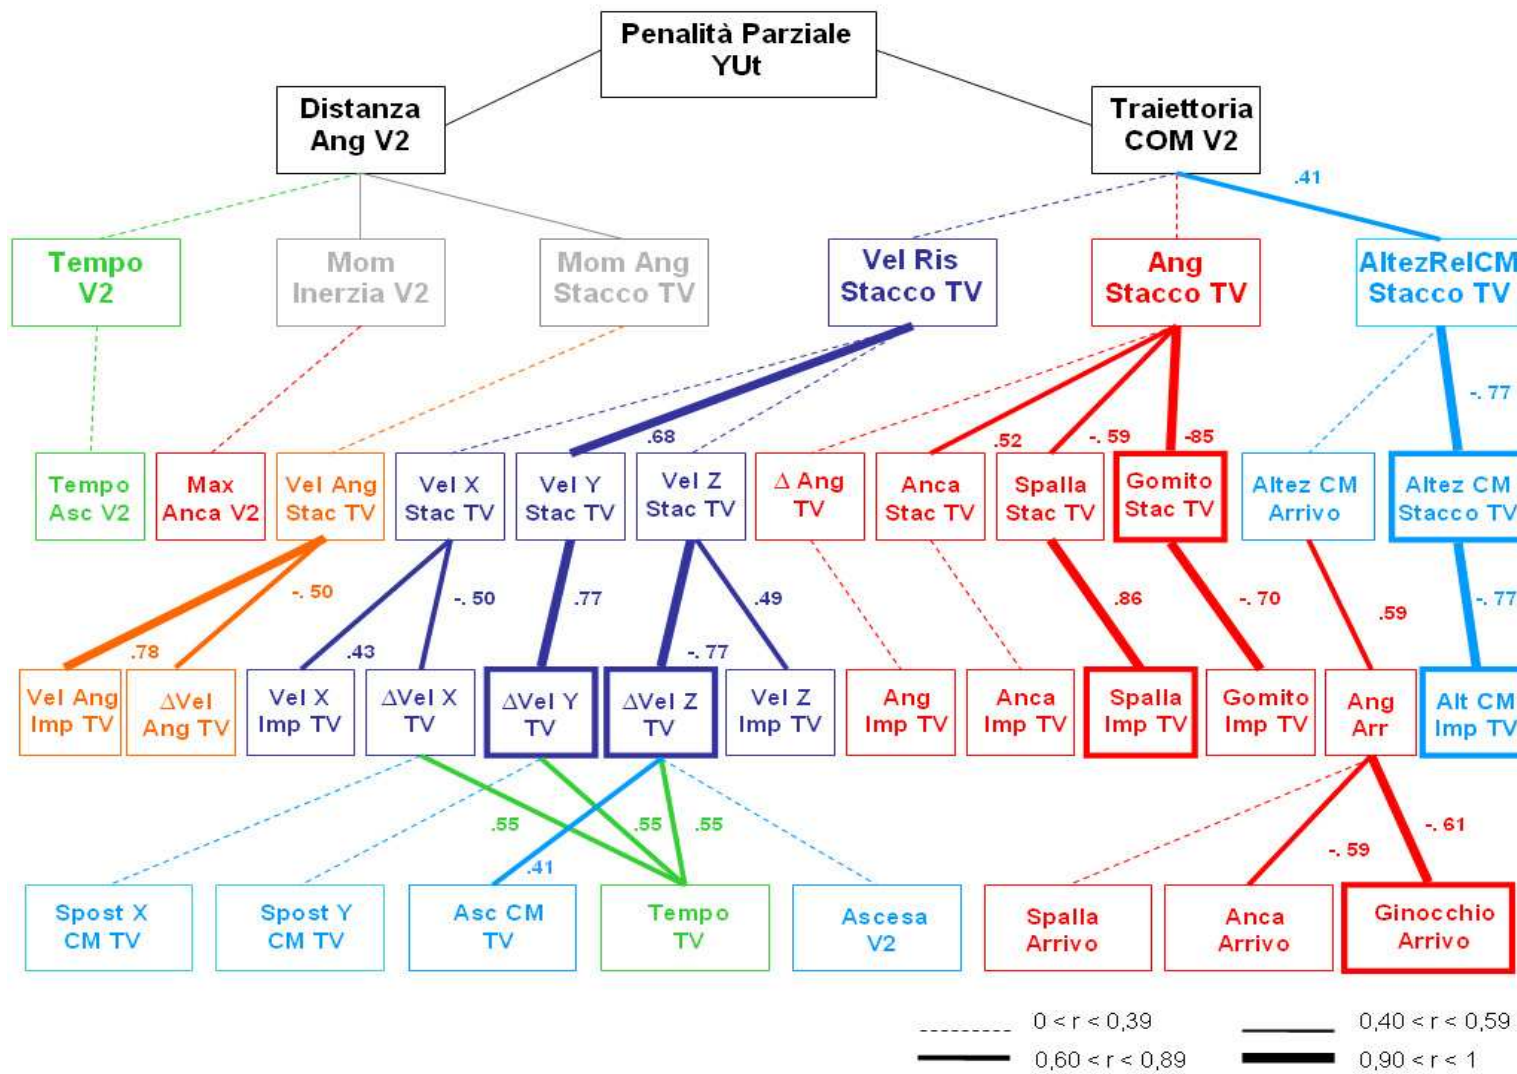 Penalità Parziale
YUt
Distanza
Ang V2
Traiettoria
COM V2
.41
Tempo
V2
Mom
Inerzia V2
Mom Ang
Stacco TV
Vel Ris
Stacco TV
Ang
Stacco TV
AltezRelCM
Stacco TV
.68
.52
-. 59
-85
-. 77
Tempo
Asc V2
Max
Anca V2
Vel Ang
Stac TV
Vel X
Stac TV
Vel Y
Stac TV
Vel Z
Stac TV
Δ Ang
TV
Anca
Stac TV
Spalla
Stac TV
Gomito
Stac TV
Altez CM
Arrivo
Altez CM
Stacco TV
.78
-. 50
.43
-. 50
.77
-. 77
.49
.86
-. 70
.59
-. 77
Vel Ang
Imp TV
ΔVel
Ang TV
Vel X
Imp TV
ΔVel X
TV
ΔVel Y
TV
ΔVel Z
TV
Vel Z
Imp TV
Ang
Imp TV
Anca
Imp TV
Spalla
Imp TV
Gomito
Imp TV
Ang
Arr
Alt CM
Imp TV
.55
.41
.55
.55
-. 59
-. 61
Spost X
CM TV
Spost Y
CM TV
Asc CM
TV
Tempo
TV
Ascesa
V2
Spalla
Arrivo
Anca
Arrivo
Ginocchio
Arrivo
0 < r < 0,39
0,40 < r < 0,59
0,60 < r < 0,89
0,90 < r < 1